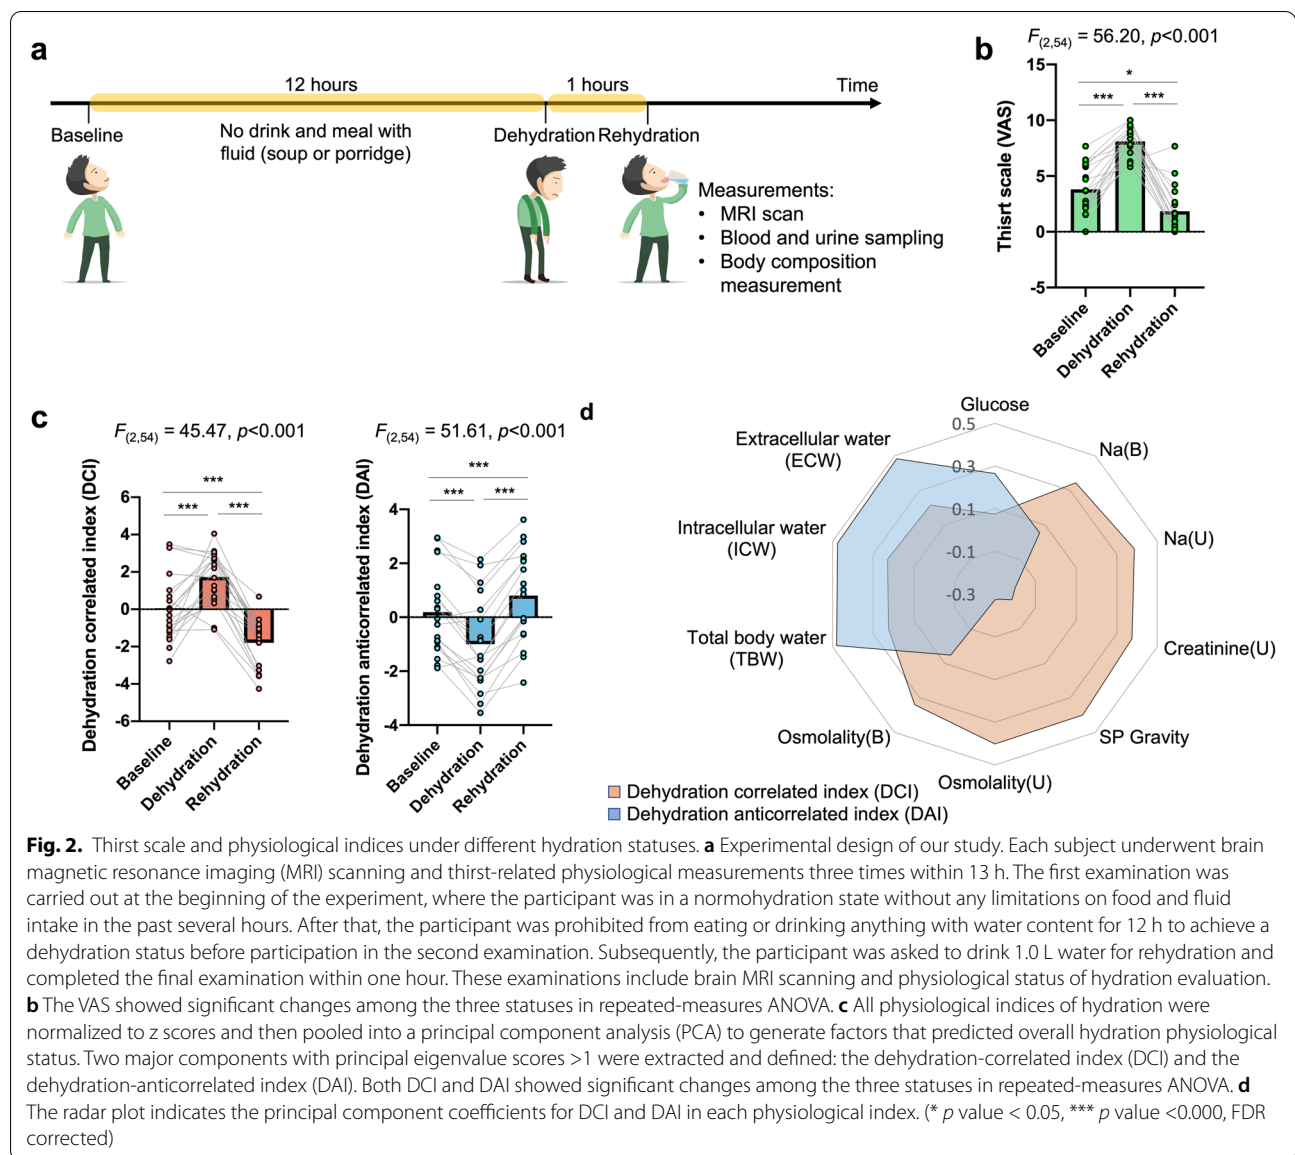 a
12 hours
1 hours
Time
Baseline
No drink and meal with
fluid (soup or porridge)
Dehydration
Rehydration
Measurements:
• MRI scan
• Blood and urine sampling
• Body composition
measurement
b
F(2,54) = 56.20, p<0.001
Thisrt scale (VAS)
15
10
5
0
-5
*
***
***
Baseline
Dehydration
Rehydration
c
F(2,54) = 45.47, p<0.001
Dehydration correlated index (DCI)
6
4
2
0
-2
-4
-6
***
***
***
Baseline
Dehydration
Rehydration
F(2,54) = 51.61, p<0.001
Dehydration anticorrelated index (DAI)
4
2
0
-2
-4
***
***
***
Baseline
Dehydration
Rehydration
d
Glucose
Na(B)
Na(U)
Creatinine(U)
SP Gravity
Osmolality(U)
Osmolality(B)
Total body water
(TBW)
Intracellular water
(ICW)
Extracellular water
(ECW)
0.5
0.3
0.1
-0.1
-0.3
Dehydration correlated index (DCI)
Dehydration anticorrelated index (DAI)
Fig. 2. Thirst scale and physiological indices under different hydration statuses. a Experimental design of our study. Each subject underwent brain
magnetic resonance imaging (MRI) scanning and thirst-related physiological measurements three times within 13 h. The first examination was
carried out at the beginning of the experiment, where the participant was in a normohydration state without any limitations on food and fluid
intake in the past several hours. After that, the participant was prohibited from eating or drinking anything with water content for 12 h to achieve a
dehydration status before participation in the second examination. Subsequently, the participant was asked to drink 1.0 L water for rehydration and
completed the final examination within one hour. These examinations include brain MRI scanning and physiological status of hydration evaluation.
b The VAS showed significant changes among the three statuses in repeated-measures ANOVA. c All physiological indices of hydration were
normalized to z scores and then pooled into a principal component analysis (PCA) to generate factors that predicted overall hydration physiological
status. Two major components with principal eigenvalue scores >1 were extracted and defined: the dehydration-correlated index (DCI) and the
dehydration-anticorrelated index (DAI). Both DCI and DAI showed significant changes among the three statuses in repeated-measures ANOVA. d
The radar plot indicates the principal component coefficients for DCI and DAI in each physiological index. (* p value < 0.05, *** p value <0.000, FDR
corrected)